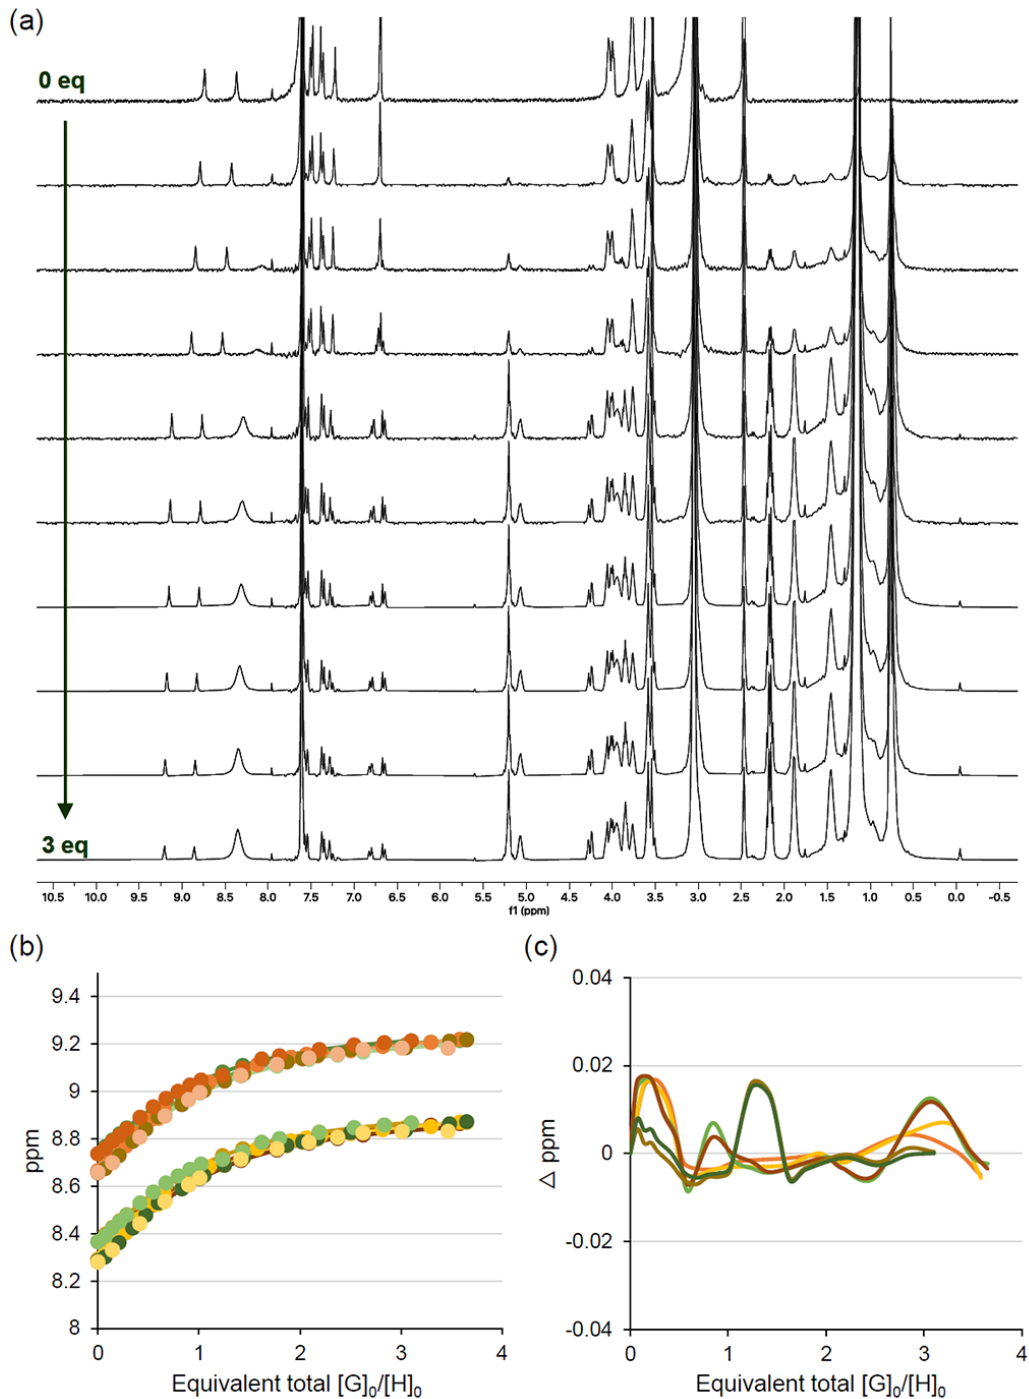 (a)
0 eq
3 eq
10.5 10.0 9.5 9.0 8.5 8.0 7.5 7.0 6.5 6.0 5.5 5.0 4.5 4.0 3.5 3.0 2.5 2.0 1.5 1.0 0.5 0.0 -0.5
f1 (ppm)
(b)
ppm
9.4
9.2
9
8.8
8.6
8.4
8.2
8
0 1 2 3 4
Equivalent total [G]₀/[H]₀
(c)
Δ ppm
0.04
0.02
0
-0.02
-0.04
0 1 2 3 4
Equivalent total [G]₀/[H]₀